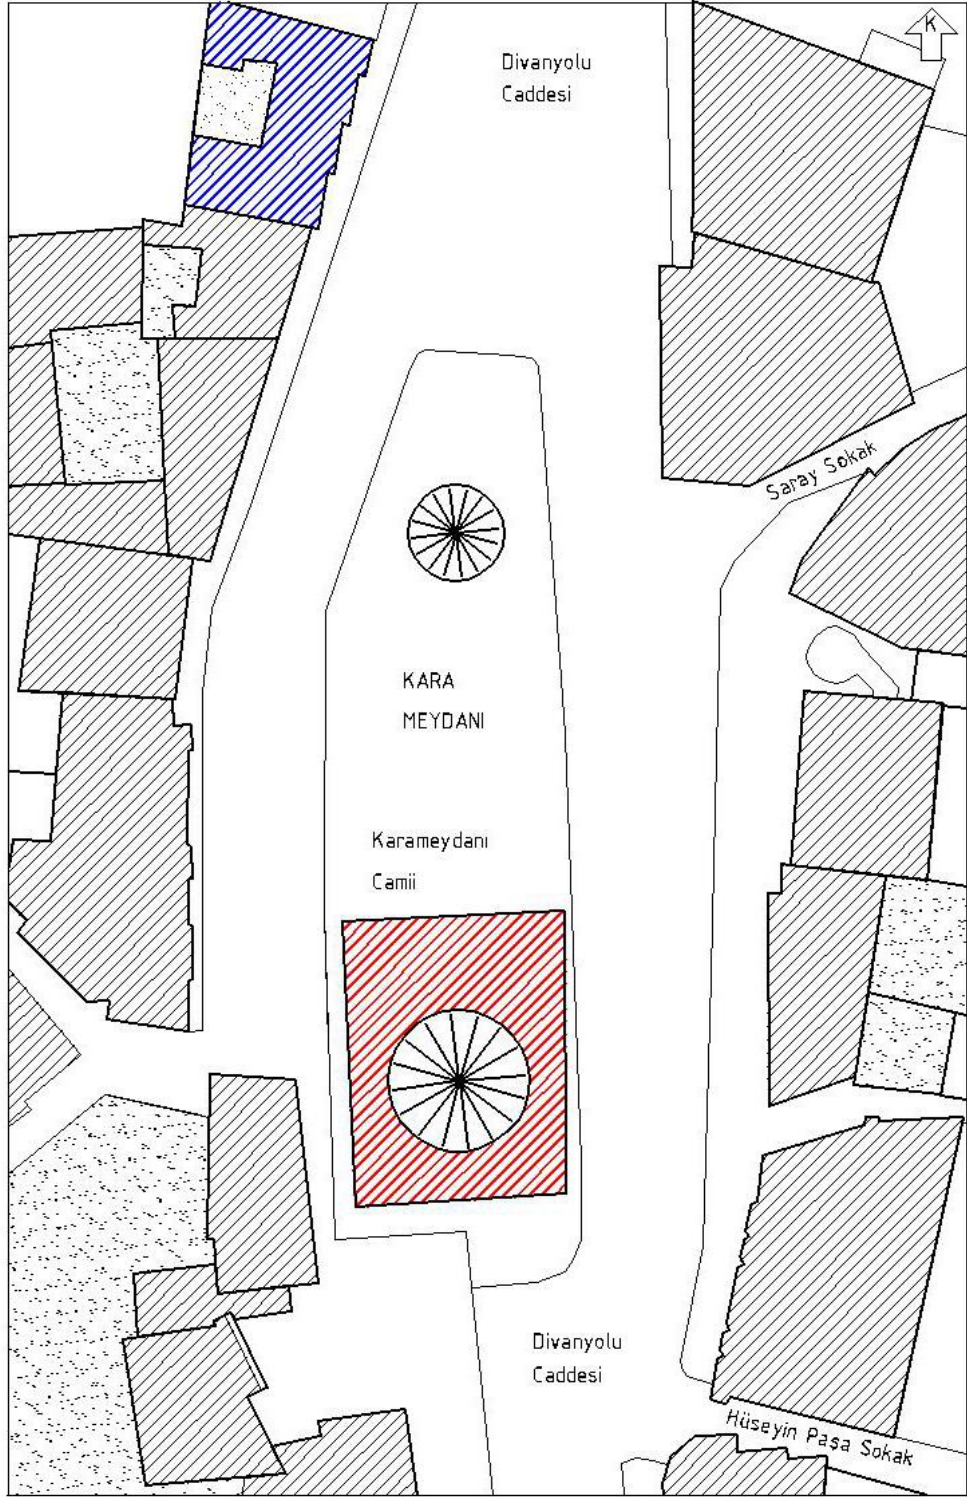 K
Divanyolu
Caddesi
Saray Sokak
KARA
MEYDANI
Karameydanı
Camii
Divanyolu
Caddesi
Hüseyin Paşa Sokak